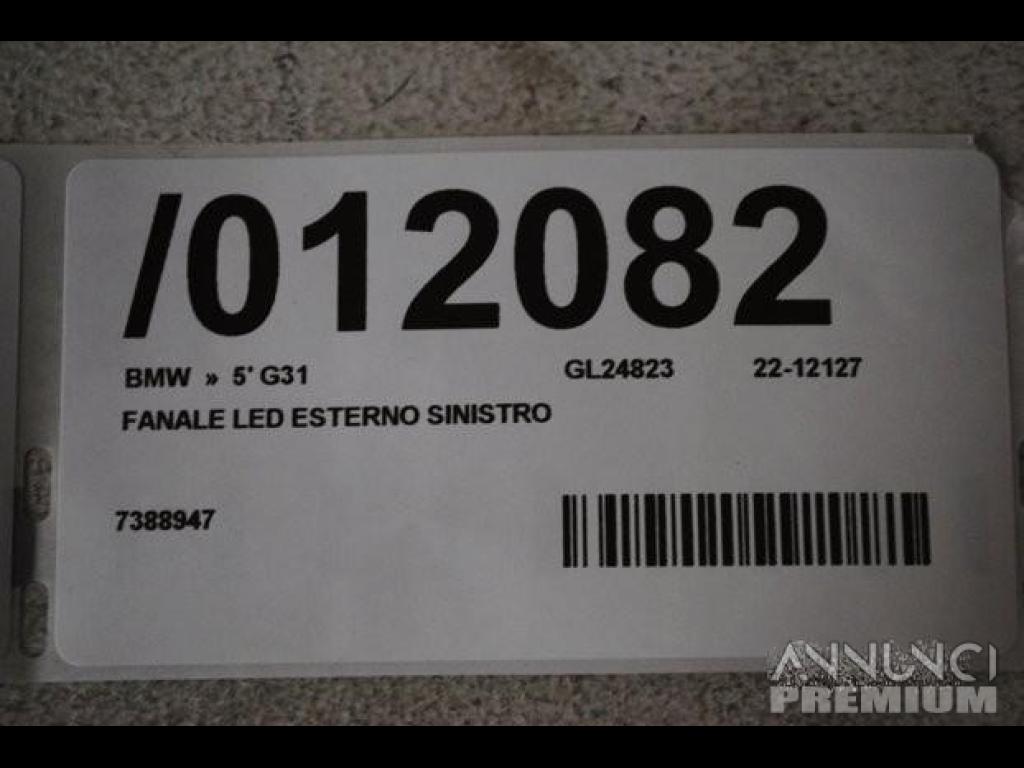 /012082
BMW » 5' G31 GL24823 22-12127
FANALE LED ESTERNO SINISTRO
7388947
ANNUNCI
PREMIUM